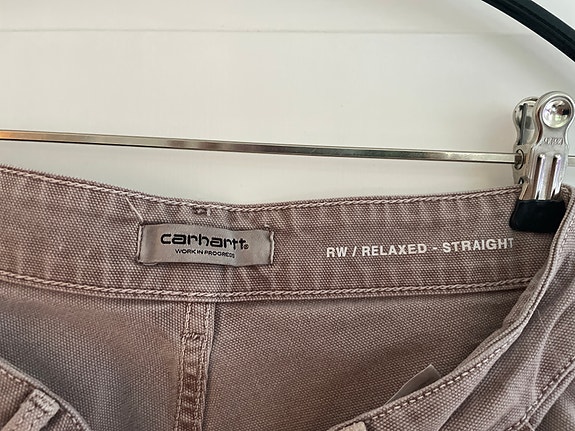 carhartt®
WORK IN PROGRESS
RW / RELAXED - STRAIGHT